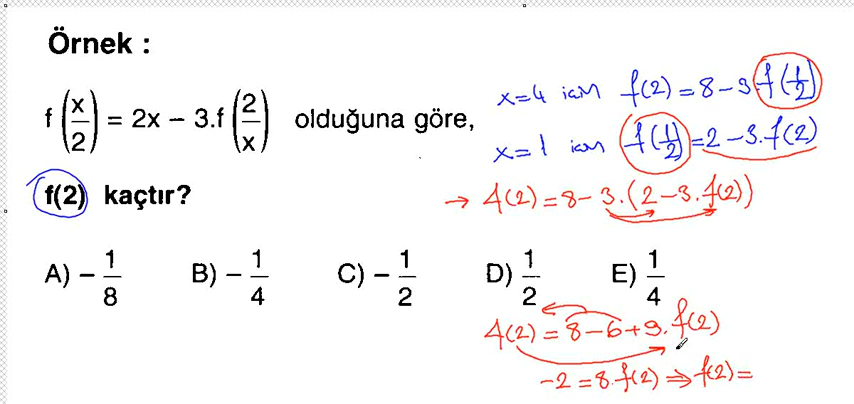 Örnek :
x=4 için f(2) = 8 − 3.f(1/2)
f(x/2) = 2x − 3.f(2/x) olduğuna göre,
x=1 için f(1/2) = 2 − 3.f(2)
f(2) kaçtır?
→ f(2) = 8 − 3.(2 − 3.f(2))
A) −1/8 B) −1/4 C) −1/2 D) 1/2 E) 1/4
f(2) = 8 − 6 + 9.f(2)
−2 = 8.f(2) ⇒ f(2) =